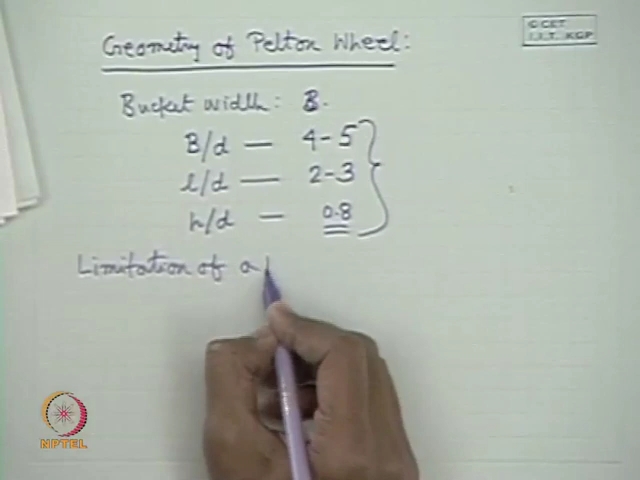 Geometry of Pelton Wheel:
© CET
I.I.T. KGP
Bucket width: B.
B/d — 4-5
l/d — 2-3
h/d — 0.8
Limitation of a
NPTEL